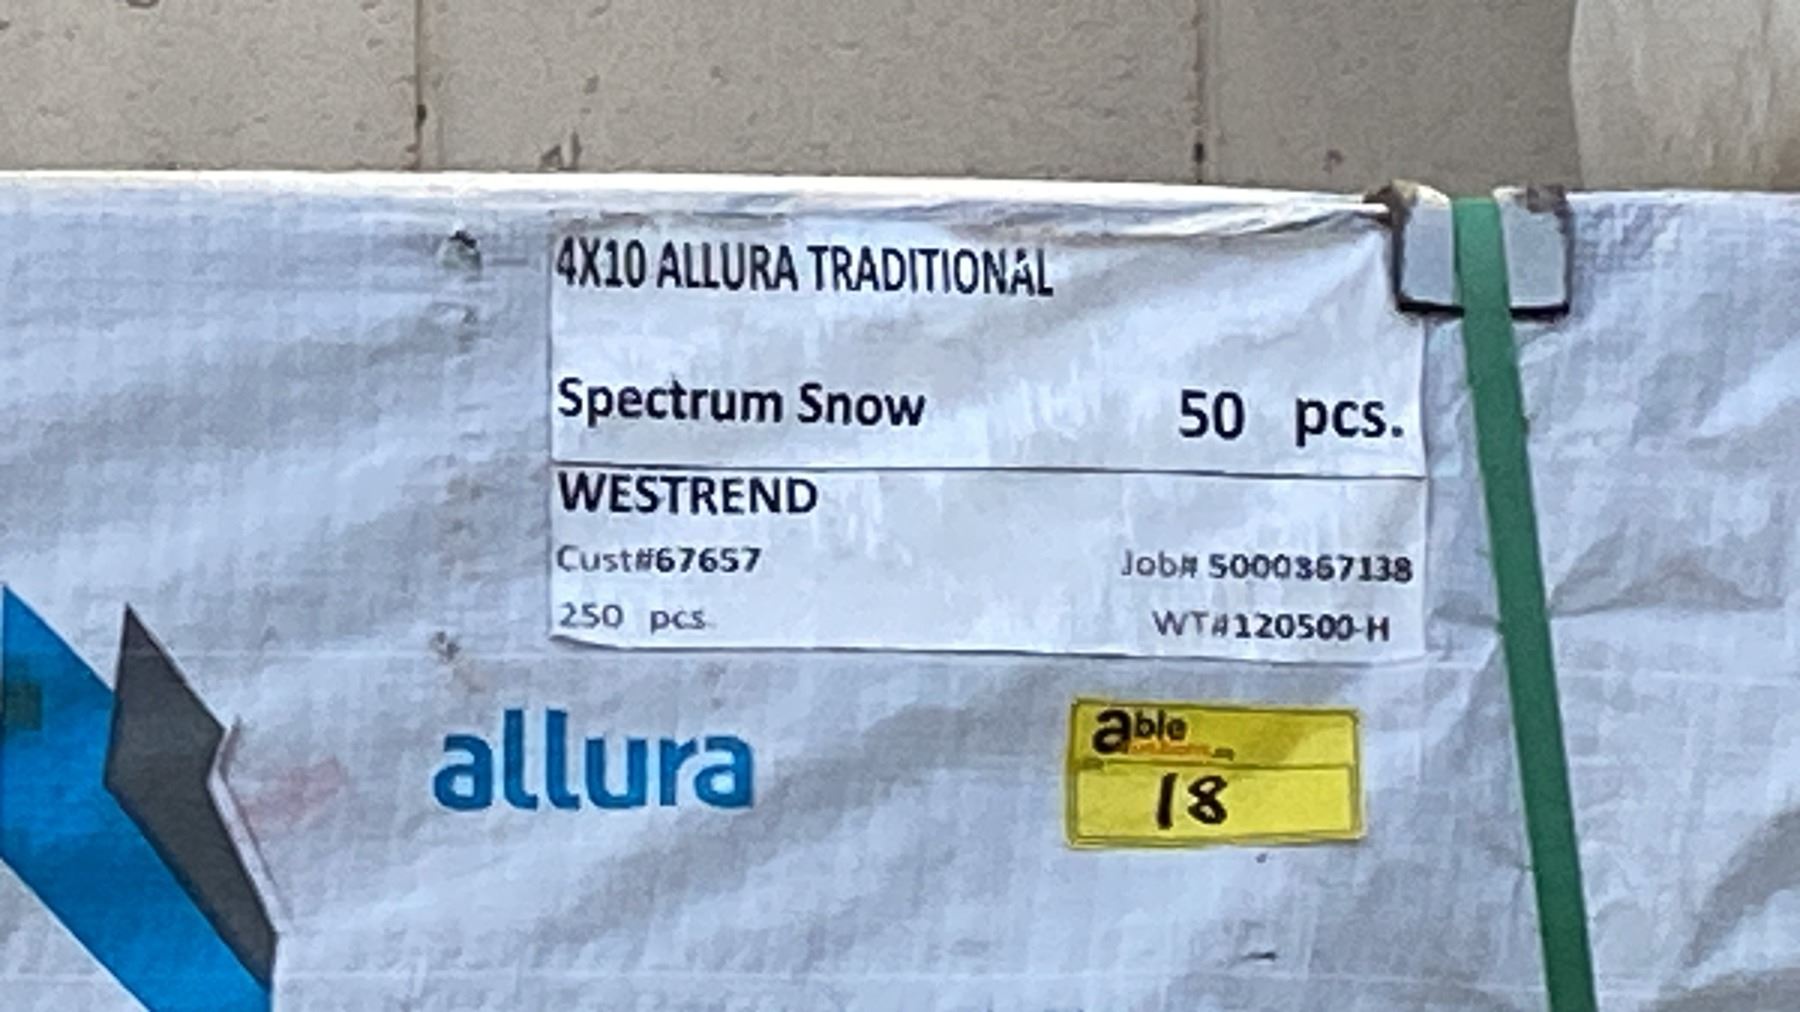 4X10 ALLURA TRADITIONAL
Spectrum Snow 50 pcs.
WESTREND
Cust#67657 Job# 5000367138
250 pcs WT#120500-H
allura
able
18